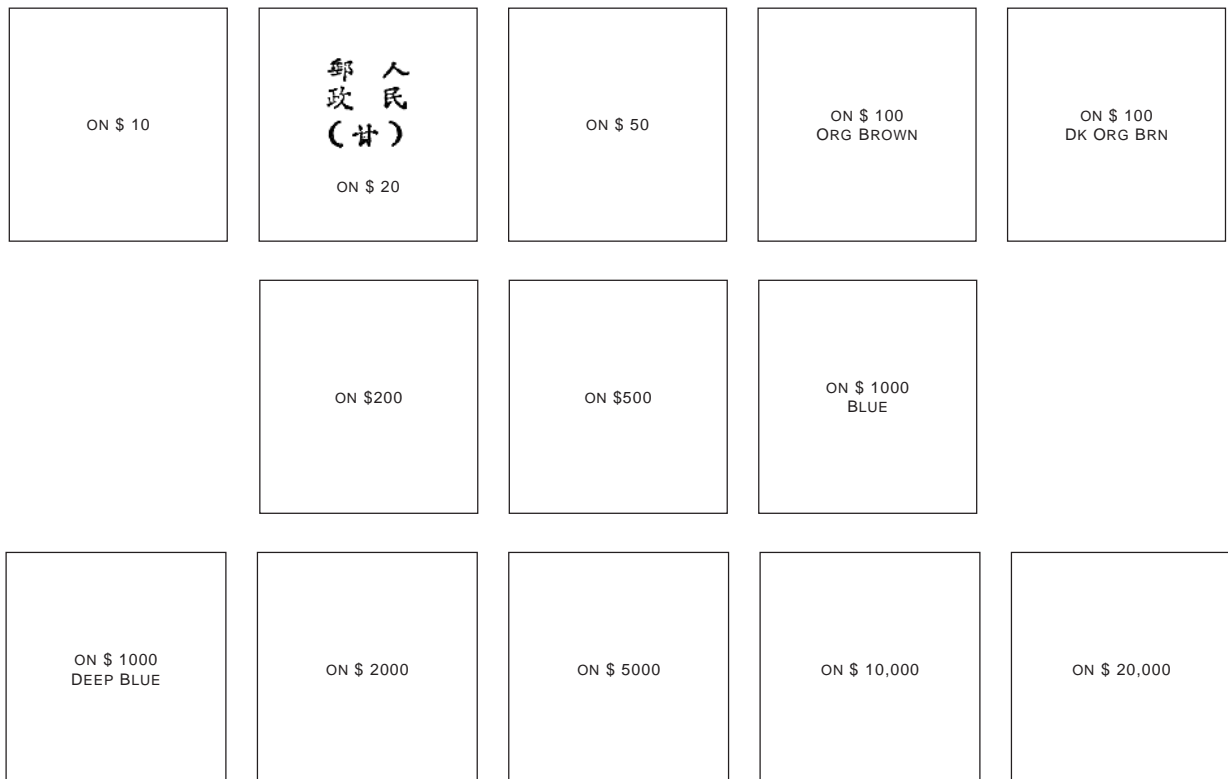 ON $ 10
郵 人
政 民
(甘)
ON $ 20
ON $ 50
ON $ 100
ORG BROWN
ON $ 100
DK ORG BRN
ON $200
ON $500
ON $ 1000
BLUE
ON $ 1000
DEEP BLUE
ON $ 2000
ON $ 5000
ON $ 10,000
ON $ 20,000